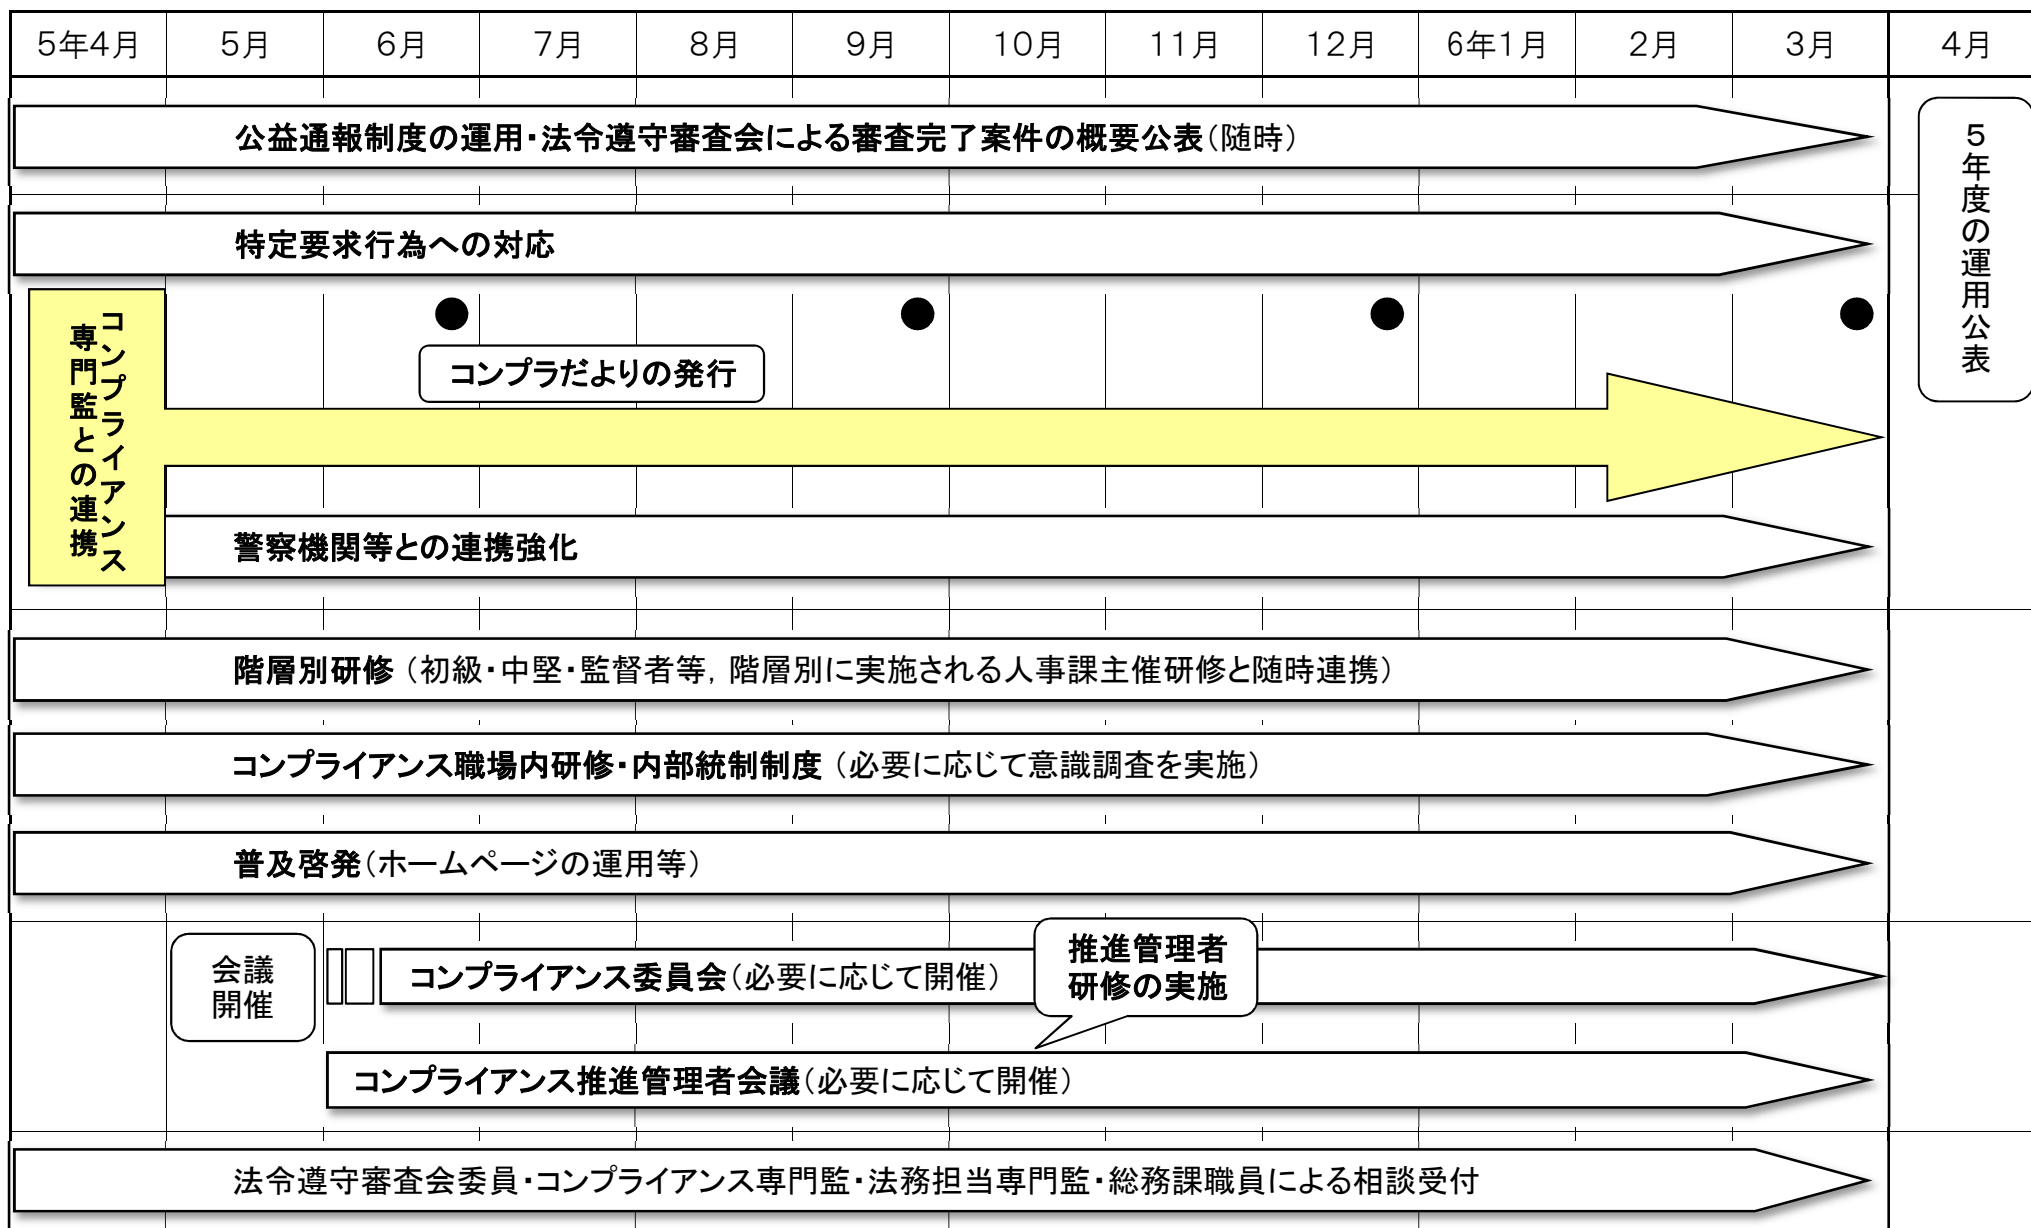 5年4月
5月
6月
7月
8月
9月
10月
11月
12月
6年1月
2月
3月
4月
公益通報制度の運用・法令遵守審査会による審査完了案件の概要公表（随時）
5年度の運用公表
特定要求行為への対応
コンプライアンス
専門監との連携
● ● ● ●
コンプラだよりの発行
警察機関等との連携強化
階層別研修（初級・中堅・監督者等，階層別に実施される人事課主催研修と随時連携）
コンプライアンス職場内研修・内部統制制度（必要に応じて意識調査を実施）
普及啓発（ホームページの運用等）
会議
開催
コンプライアンス委員会（必要に応じて開催）
推進管理者
研修の実施
コンプライアンス推進管理者会議（必要に応じて開催）
法令遵守審査会委員・コンプライアンス専門監・法務担当専門監・総務課職員による相談受付